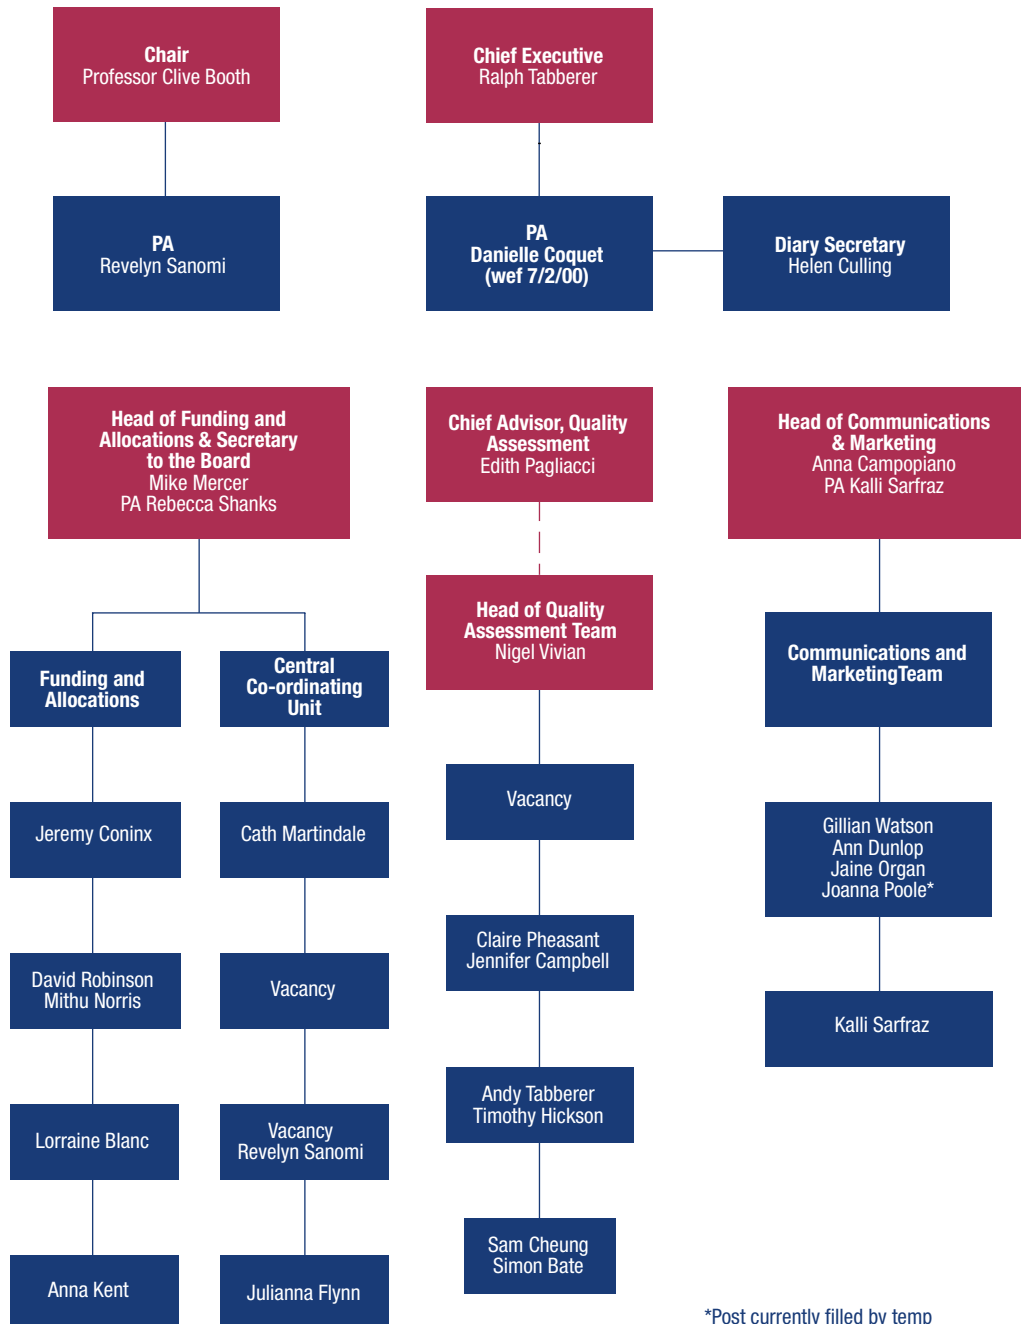 Chair
Professor Clive Booth
Chief Executive
Ralph Tabberer
PA
Revelyn Sanomi
PA
Danielle Coquet
(wef 7/2/00)
Diary Secretary
Helen Culling
Head of Funding and
Allocations & Secretary
to the Board
Mike Mercer
PA Rebecca Shanks
Chief Advisor, Quality
Assessment
Edith Pagliacci
Head of Communications
& Marketing
Anna Campopiano
PA Kalli Sarfraz
Head of Quality
Assessment Team
Nigel Vivian
Funding and
Allocations
Central
Co-ordinating
Unit
Communications and
MarketingTeam
Jeremy Coninx
Cath Martindale
Vacancy
Gillian Watson
Ann Dunlop
Jaine Organ
Joanna Poole*
David Robinson
Mithu Norris
Vacancy
Claire Pheasant
Jennifer Campbell
Kalli Sarfraz
Lorraine Blanc
Vacancy
Revelyn Sanomi
Andy Tabberer
Timothy Hickson
Anna Kent
Julianna Flynn
Sam Cheung
Simon Bate
*Post currently filled by temp